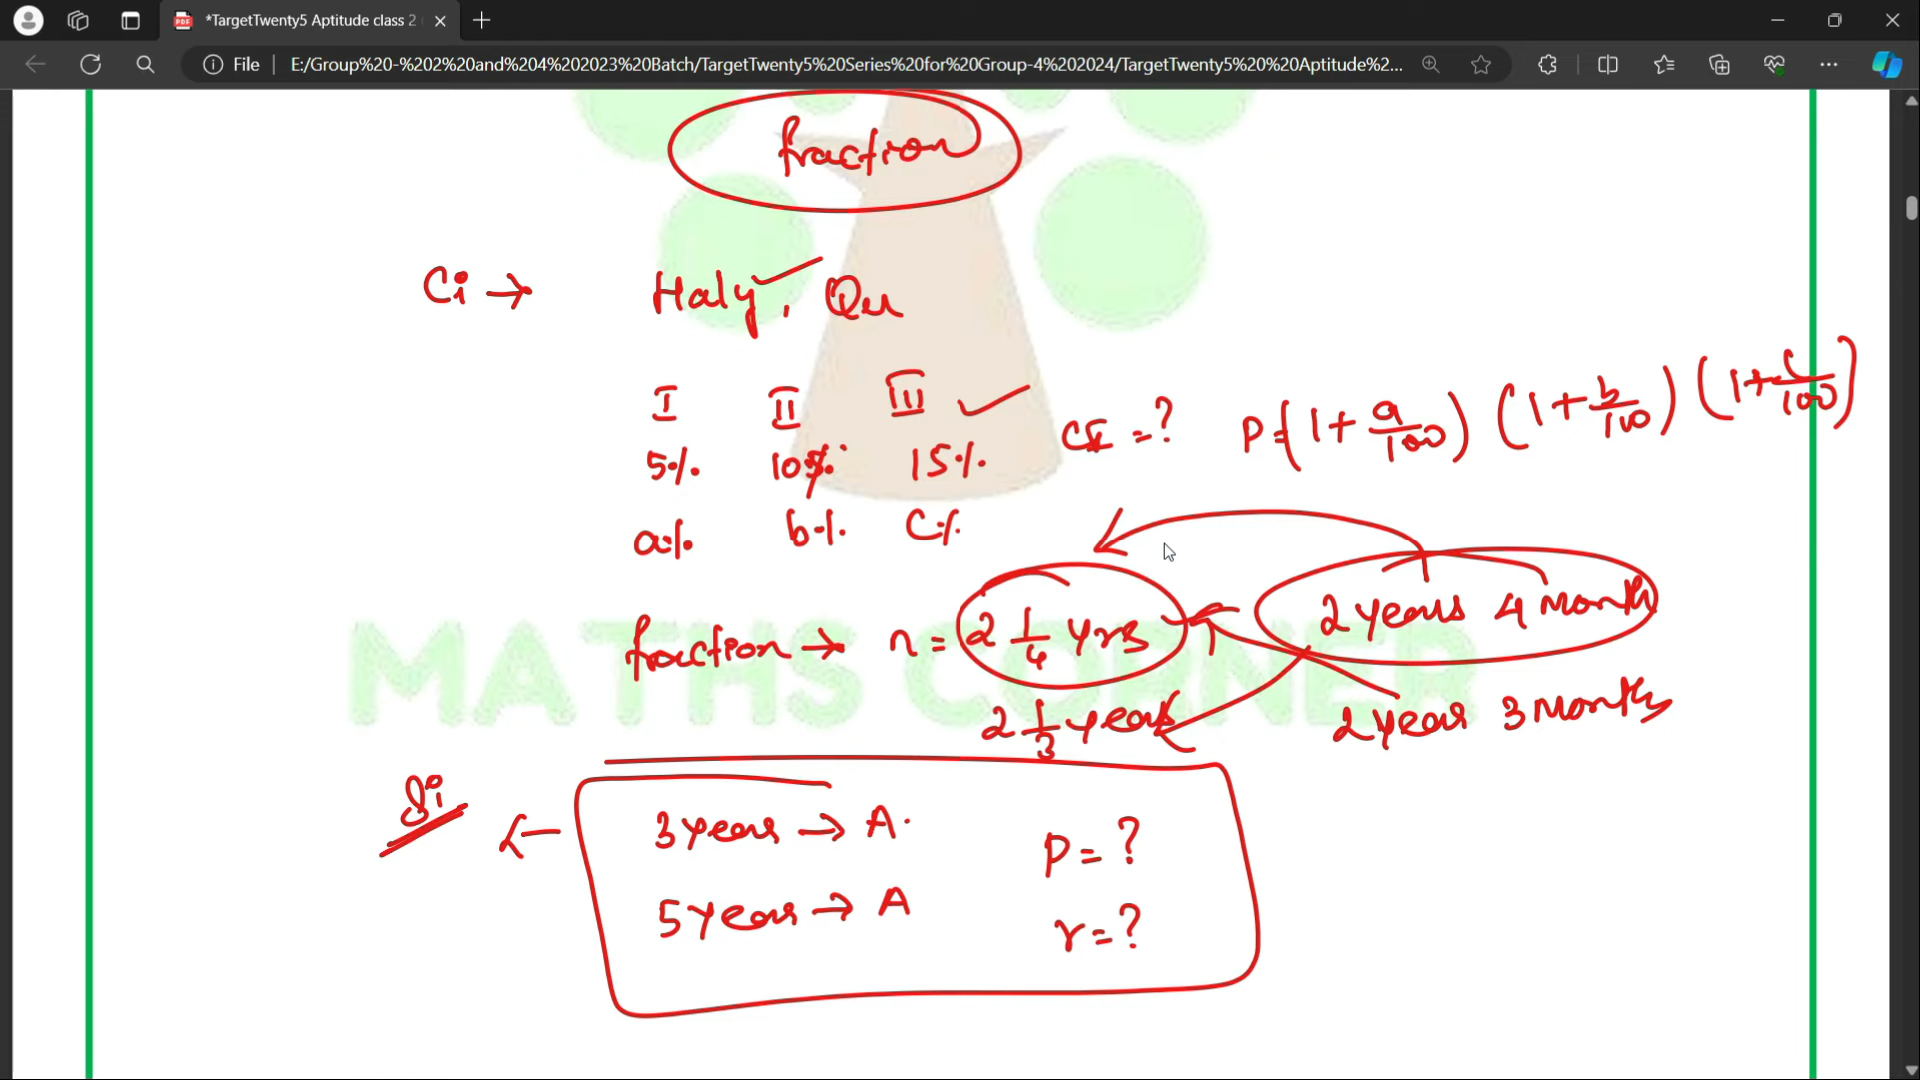 *TargetTwenty5 Aptitude class 2
File
E:/Group%20-%202%20and%204%202023%20Batch/TargetTwenty5%20Series%20for%20Group-4%202024/TargetTwenty5%20%20Aptitude%2...
fraction
Ci → Haly, Qu
I II III
5% 10% 15%
CI = ? P = (1 + a/100) (1 + b/100) (1 + c/100)
a% b% C%
fraction → n = 2 1/4 yrs
2 years 4 month
2 1/3 years
2 year 3 months
MATHS CORNER
Si
3 years → A.
P = ?
5 years → A
r = ?